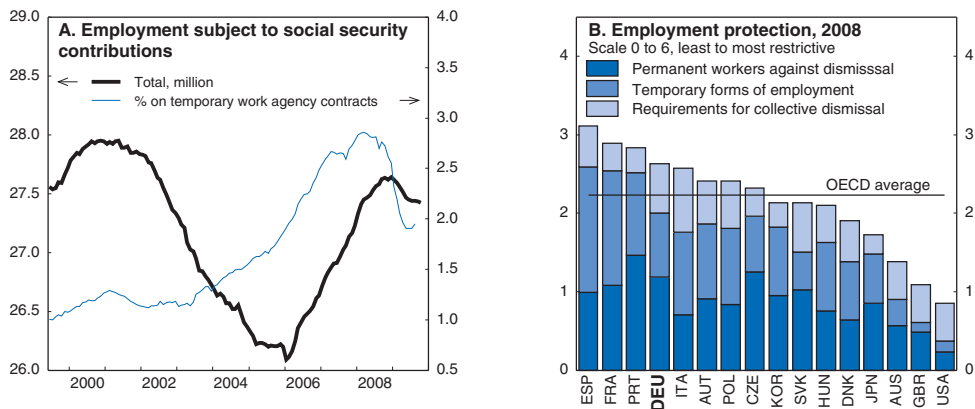 A. Employment subject to social security
contributions
Total, million
% on temporary work agency contracts
29.0
28.5
28.0
27.5
27.0
26.5
26.0
4.0
3.5
3.0
2.5
2.0
1.5
1.0
0.5
2000 2002 2004 2006 2008
B. Employment protection, 2008
Scale 0 to 6, least to most restrictive
Permanent workers against dismisssal
Temporary forms of employment
Requirements for collective dismissal
OECD average
4
3
2
1
0
4
3
2
1
0
ESP FRA PRT DEU ITA AUT POL CZE KOR SVK HUN DNK JPN AUS GBR USA